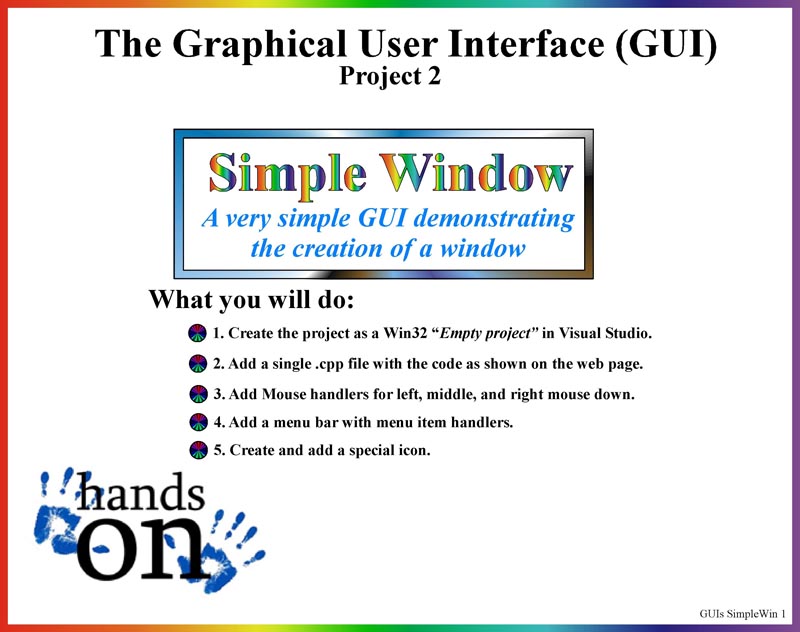 The Graphical User Interface (GUI)
Project 2
Simple Window
A very simple GUI demonstrating
the creation of a window
What you will do:
1. Create the project as a Win32 “Empty project” in Visual Studio.
2. Add a single .cpp file with the code as shown on the web page.
3. Add Mouse handlers for left, middle, and right mouse down.
4. Add a menu bar with menu item handlers.
5. Create and add a special icon.
hands
on
GUIs SimpleWin 1